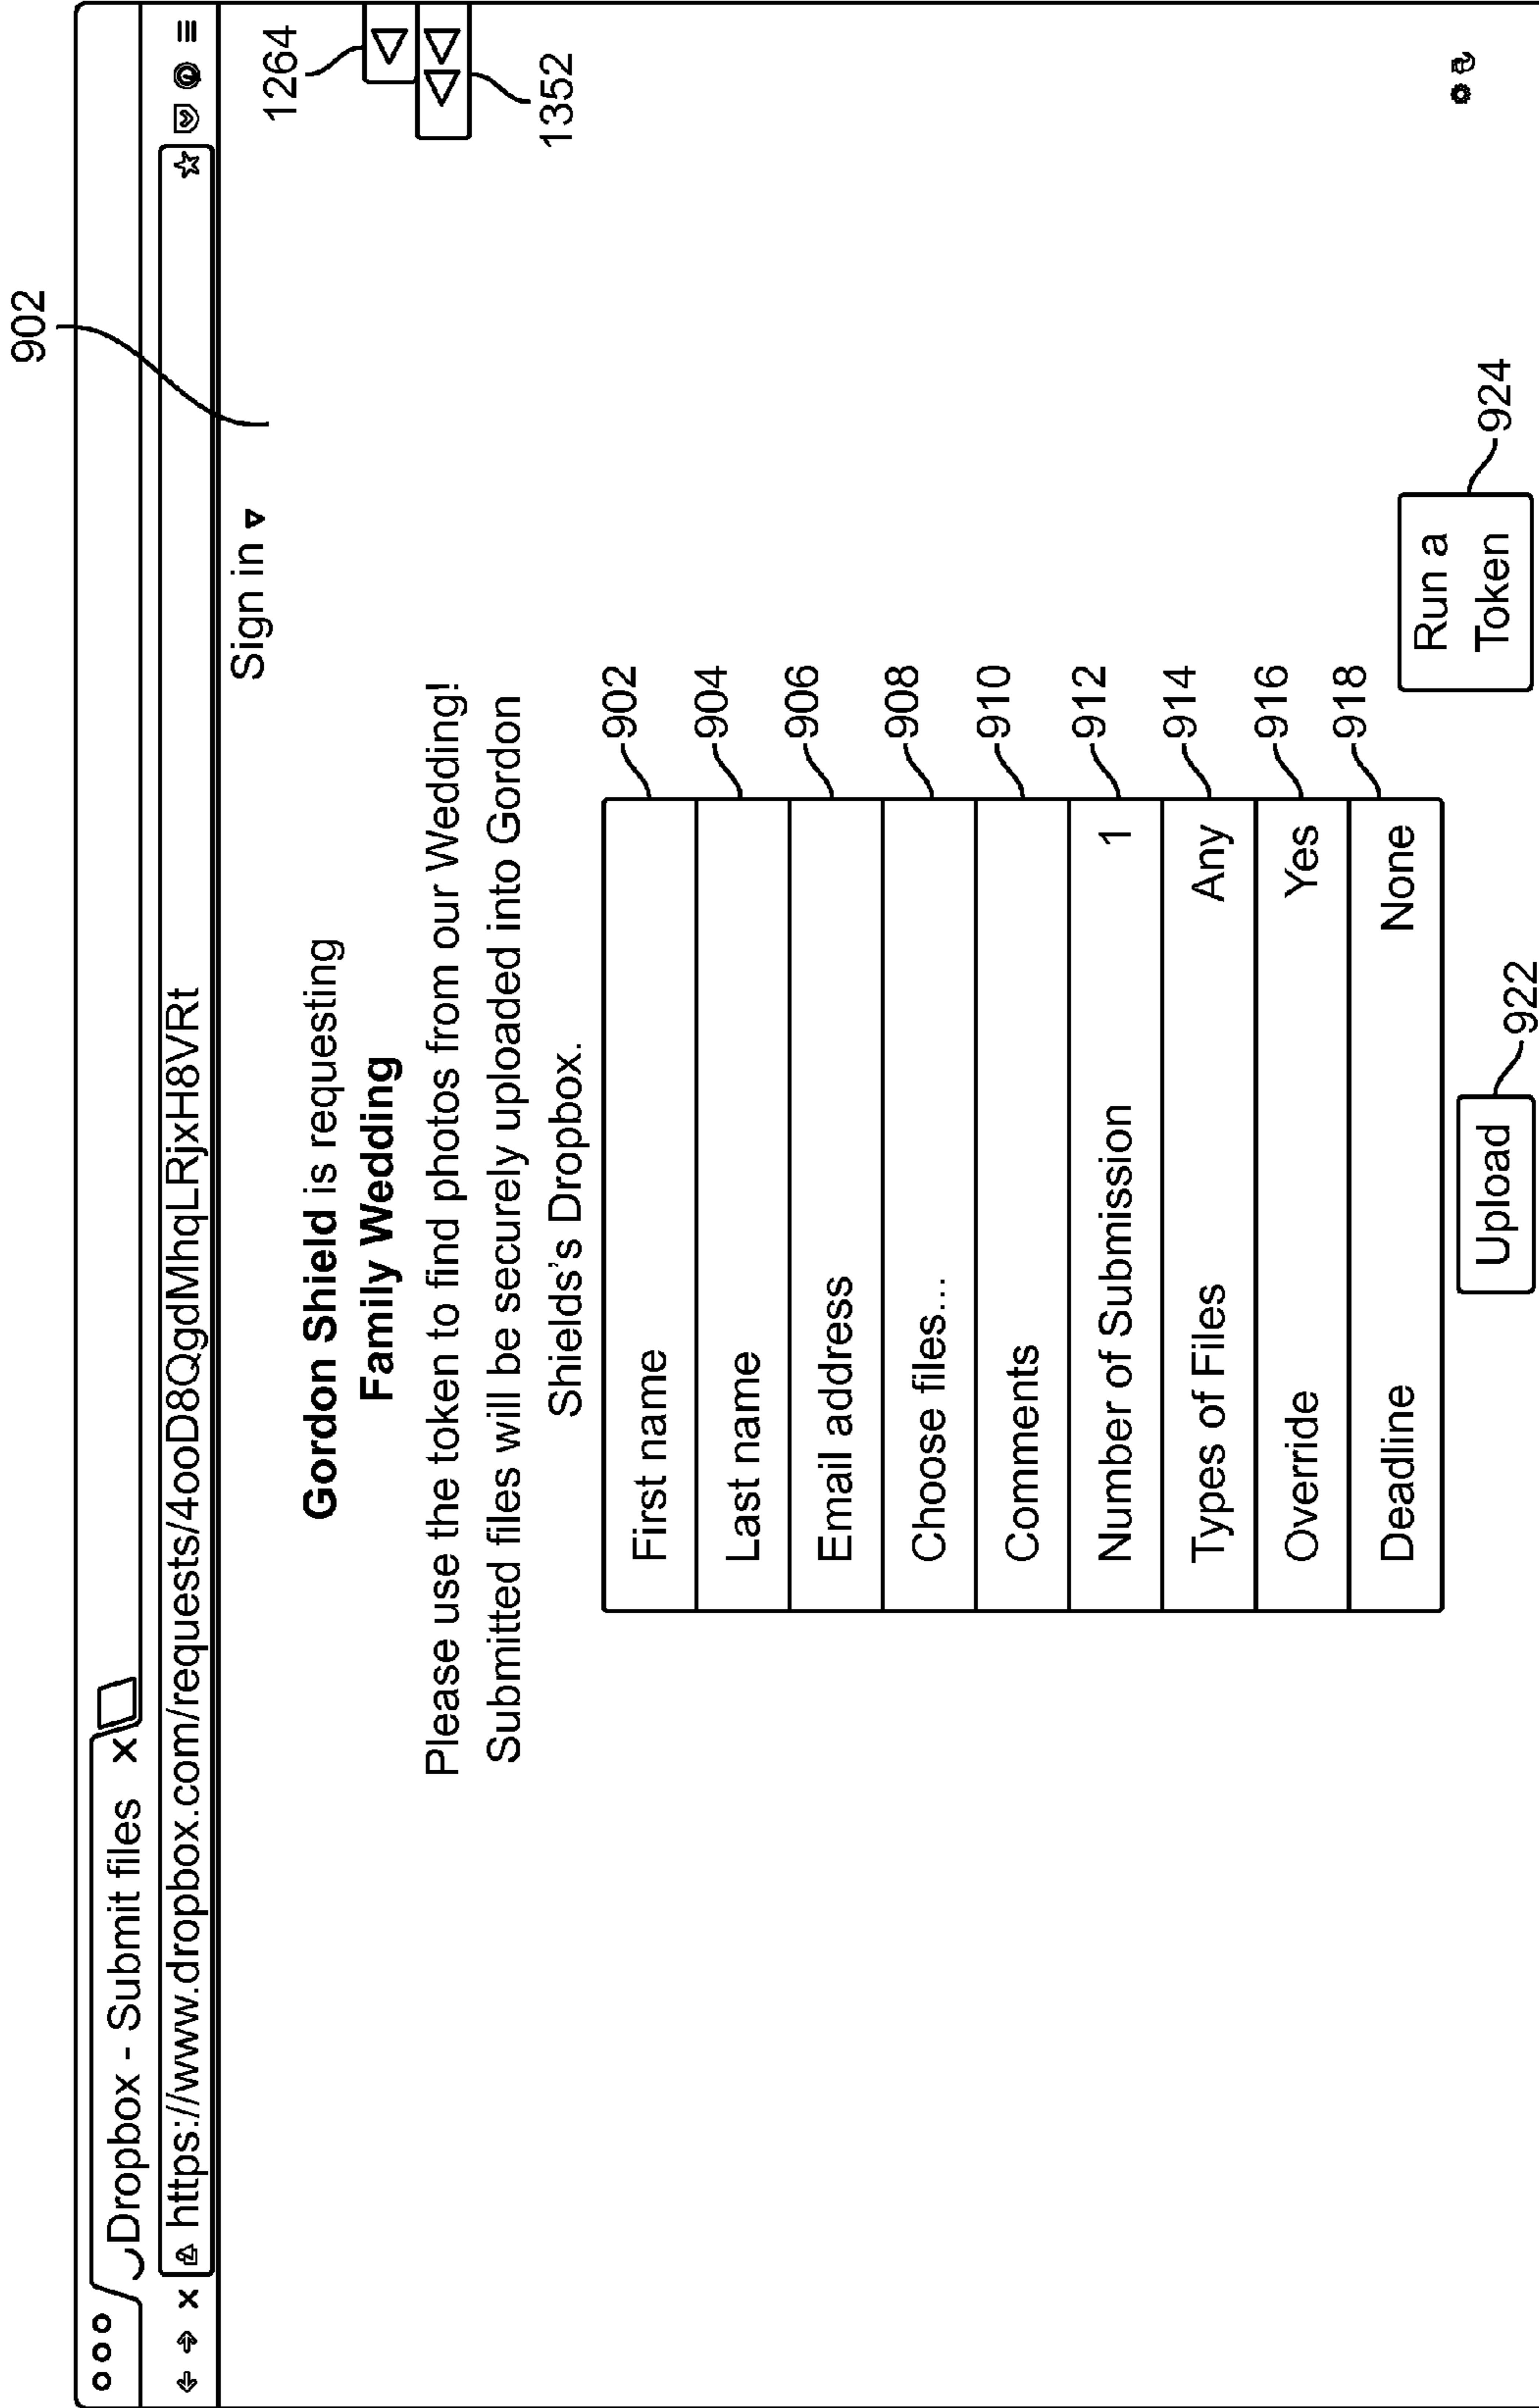 902
Dropbox - Submit files x
https://www.dropbox.com/requests/4ooD8QgdMhqLRjxH8VRt
Sign in
1264
1352
Gordon Shield is requesting
Family Wedding
Please use the token to find photos from our Wedding!
Submitted files will be securely uploaded into Gordon
Shields's Dropbox.
First name 902
Last name 904
Email address 906
Choose files... 908
Comments 910
Number of Submission 1 912
Types of Files Any 914
Override Yes 916
Deadline None 918
Upload 922
Run a
Token 924